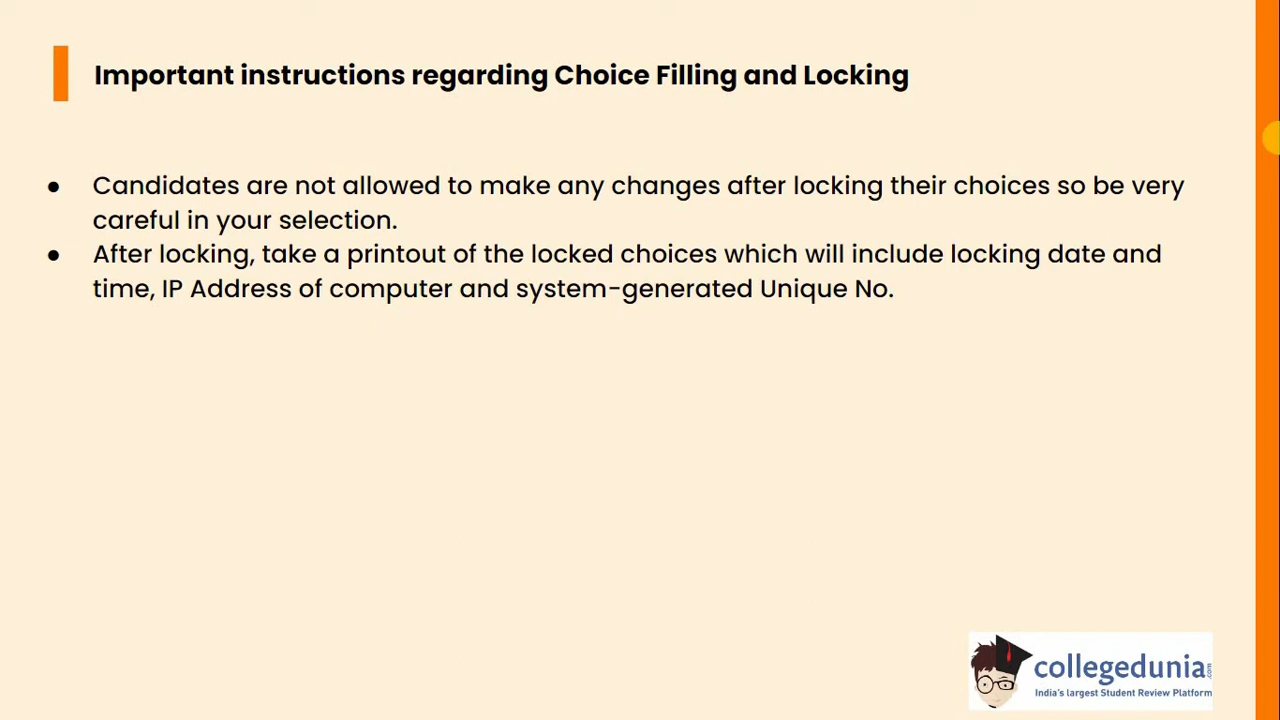 Important instructions regarding Choice Filling and Locking
● Candidates are not allowed to make any changes after locking their choices so be very
careful in your selection.
● After locking, take a printout of the locked choices which will include locking date and
time, IP Address of computer and system-generated Unique No.
collegedunia.com
India's largest Student Review Platform